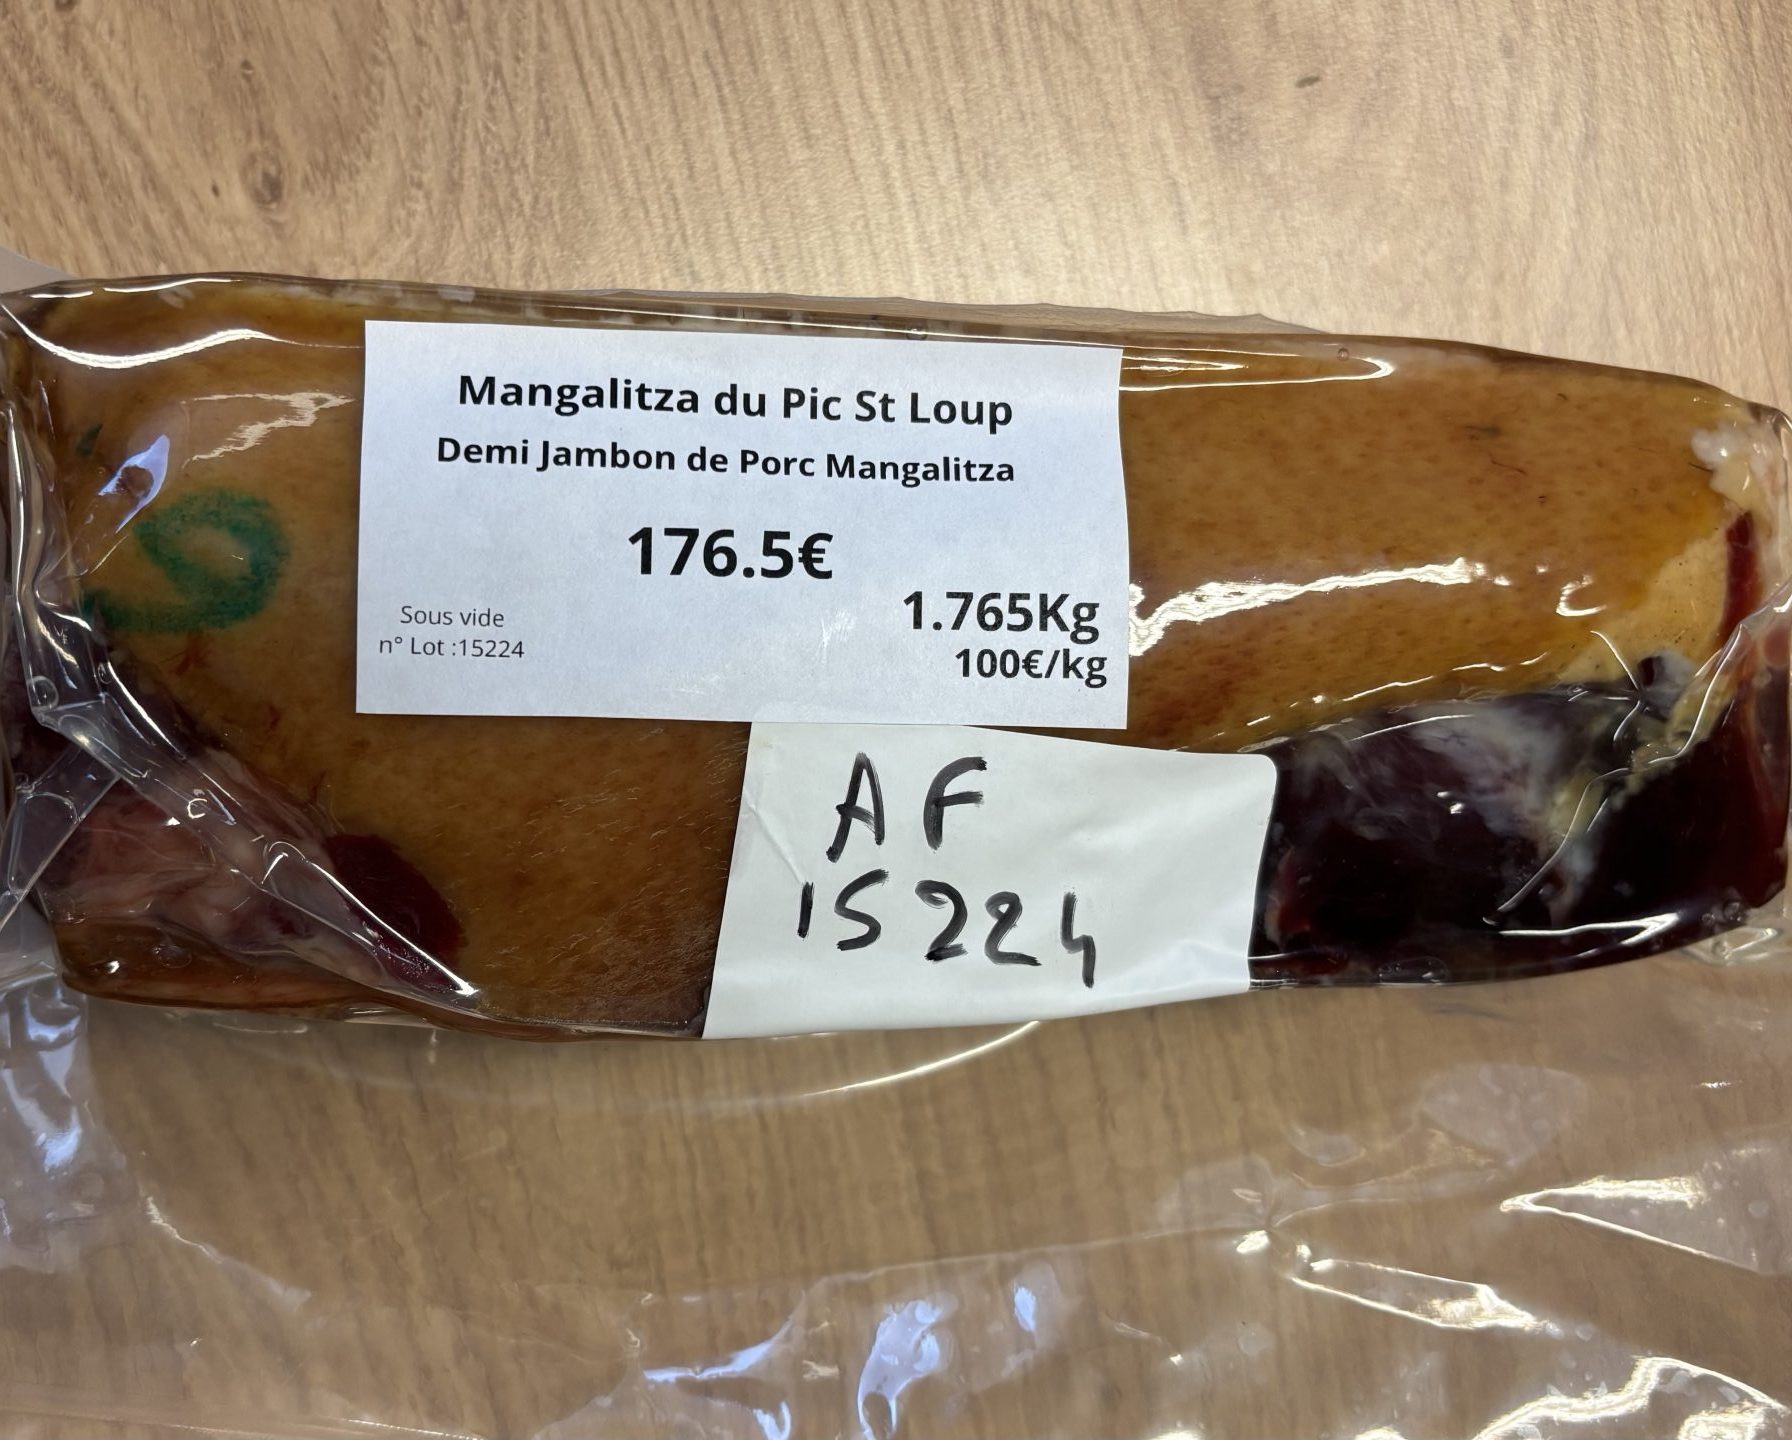 Mangalitza du Pic St Loup
Demi Jambon de Porc Mangalitza
176.5€
1.765Kg
100€/kg
Sous vide
n° Lot :15224
AF
15224